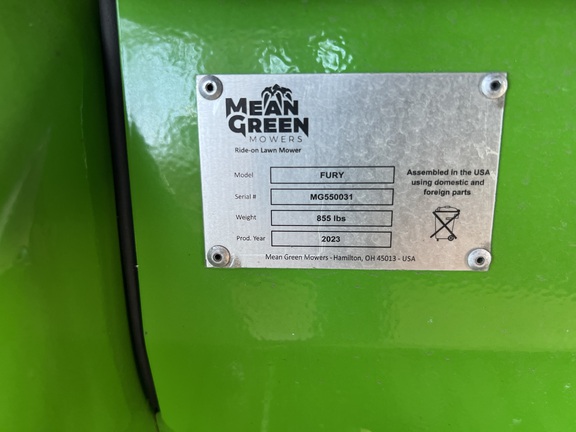 MEAN
GREEN
MOWERS
Ride-on Lawn Mower
Model FURY
Serial # MG550031
Weight 855 lbs
Prod. Year 2023
Assembled in the USA
using domestic and
foreign parts
Mean Green Mowers - Hamilton, OH 45013 - USA